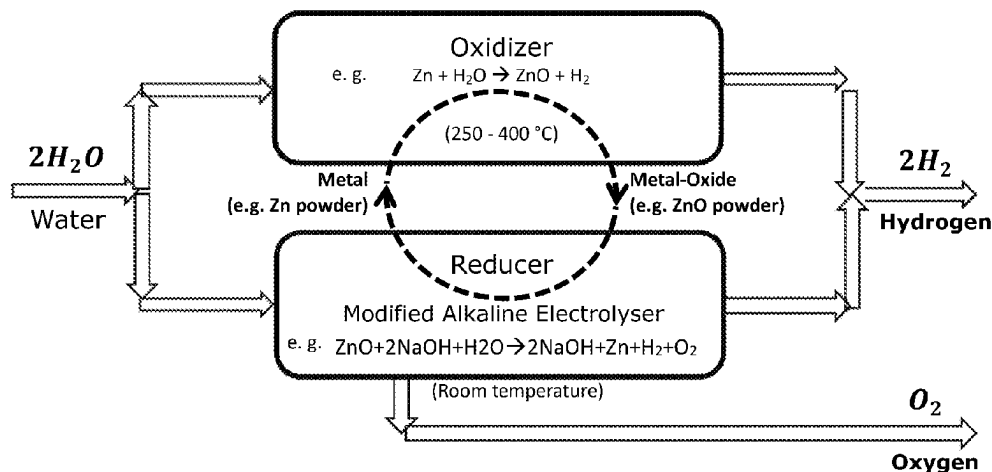 Oxidizer
e. g. Zn + H₂O → ZnO + H₂
(250 - 400 °C)
2H₂O
Water
Metal
(e.g. Zn powder)
Metal-Oxide
(e.g. ZnO powder)
2H₂
Hydrogen
Reducer
Modified Alkaline Electrolyser
e. g. ZnO+2NaOH+H2O→2NaOH+Zn+H₂+O₂
(Room temperature)
O₂
Oxygen